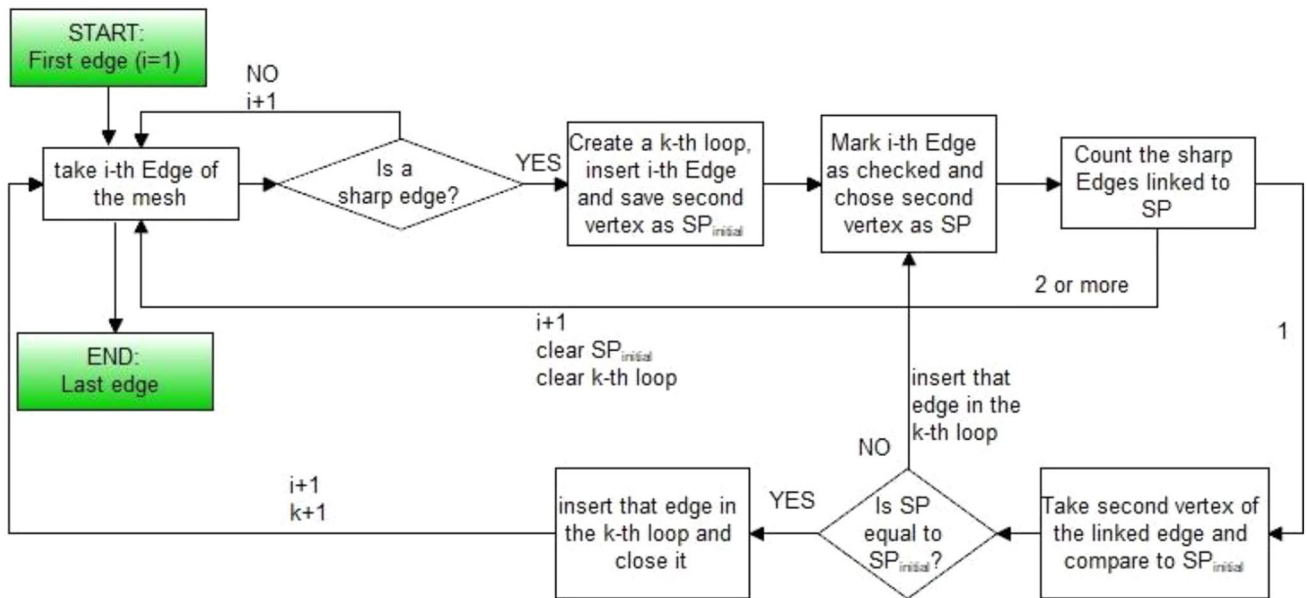 START:
First edge (i=1)
NO
i+1
take i-th Edge of
the mesh
Is a
sharp edge?
YES
Create a k-th loop,
insert i-th Edge
and save second
vertex as SPinitial
Mark i-th Edge
as checked and
chose second
vertex as SP
Count the sharp
Edges linked to
SP
2 or more
i+1
clear SPinitial
clear k-th loop
1
END:
Last edge
insert that
edge in the
k-th loop
NO
Take second vertex of
the linked edge and
compare to SPinitial
Is SP
equal to
SPinitial?
YES
insert that edge in
the k-th loop and
close it
i+1
k+1